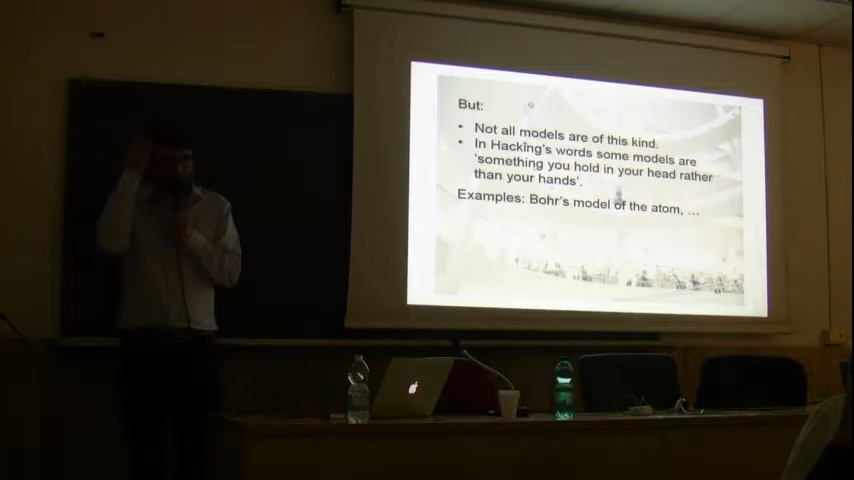 But:
• Not all models are of this kind.
• In Hacking's words some models are
'something you hold in your head rather
than your hands'.
Examples: Bohr's model of the atom, ...